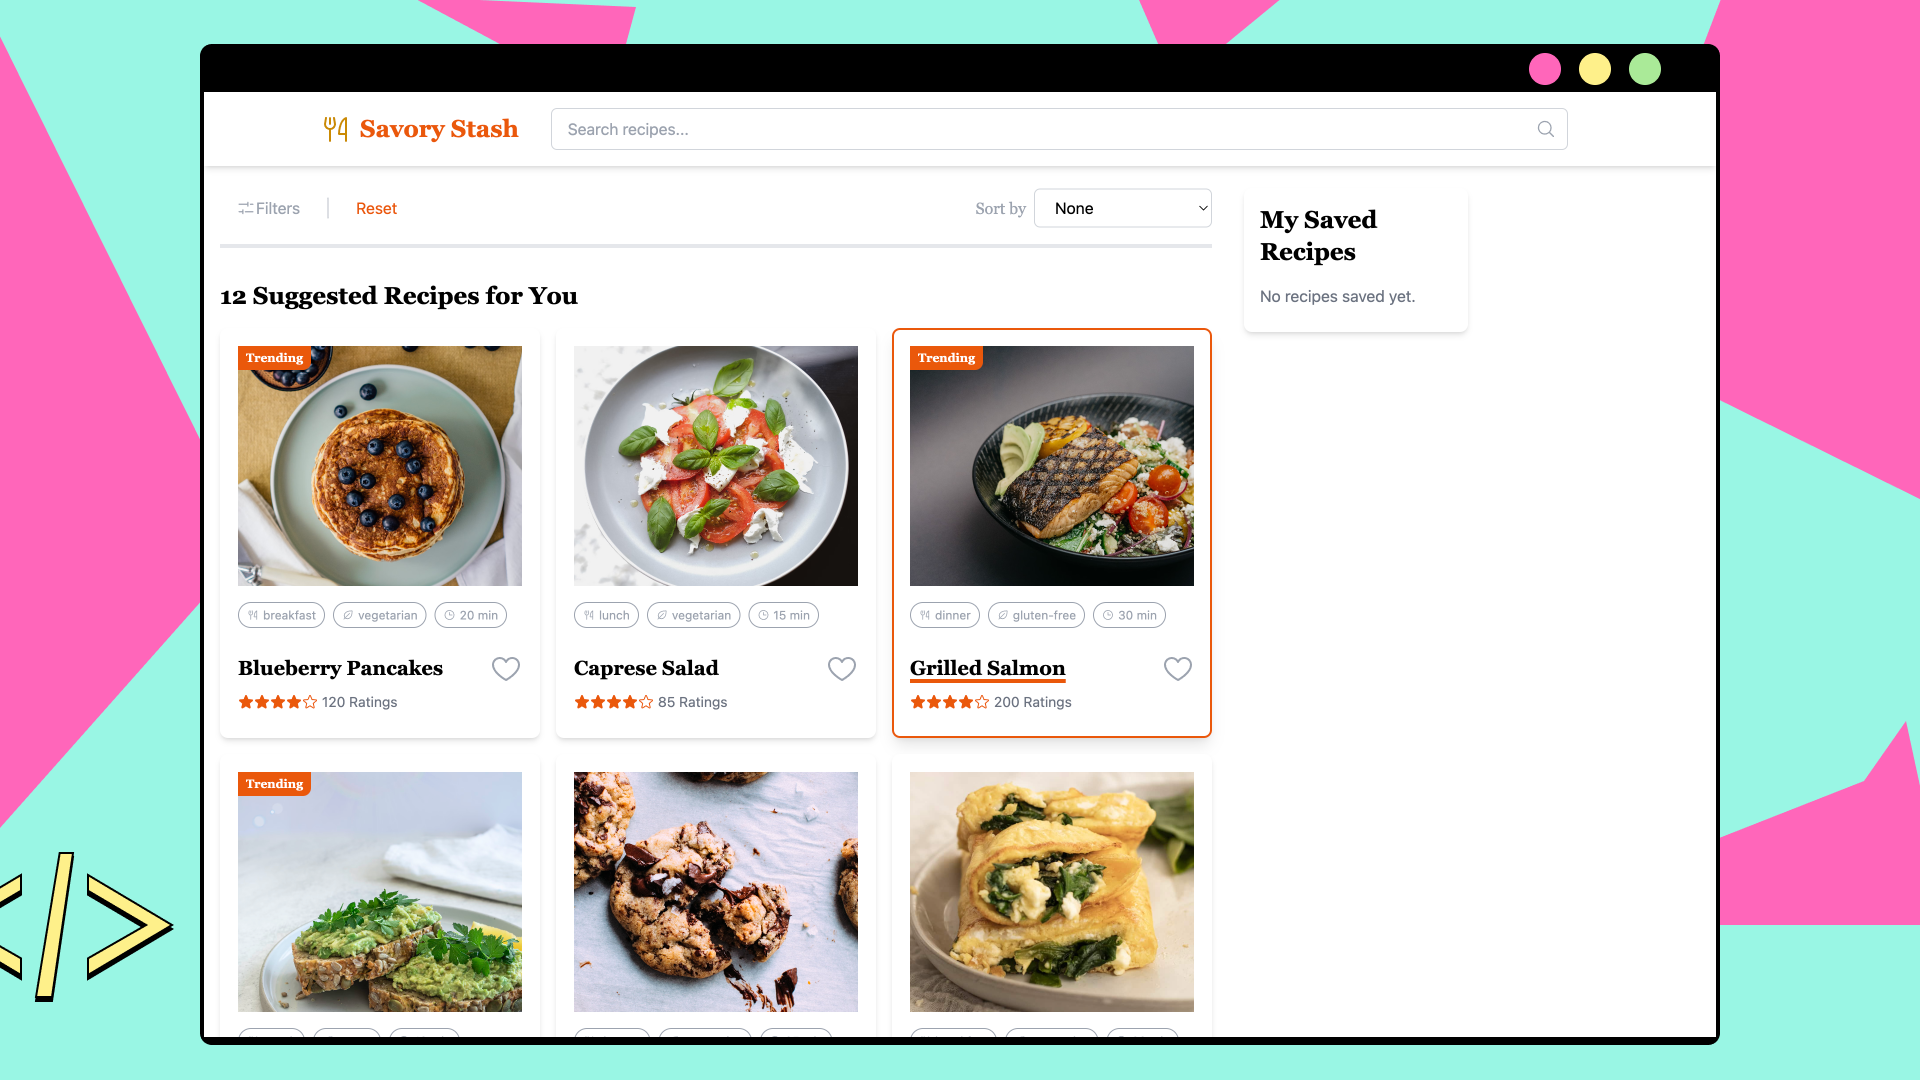 Savory Stash
Search recipes...
Filters
Reset
Sort by
None
My Saved
Recipes
No recipes saved yet.
12 Suggested Recipes for You
Trending
breakfast
vegetarian
20 min
Blueberry Pancakes
120 Ratings
lunch
vegetarian
15 min
Caprese Salad
85 Ratings
Trending
dinner
gluten-free
30 min
Grilled Salmon
200 Ratings
Trending
</>